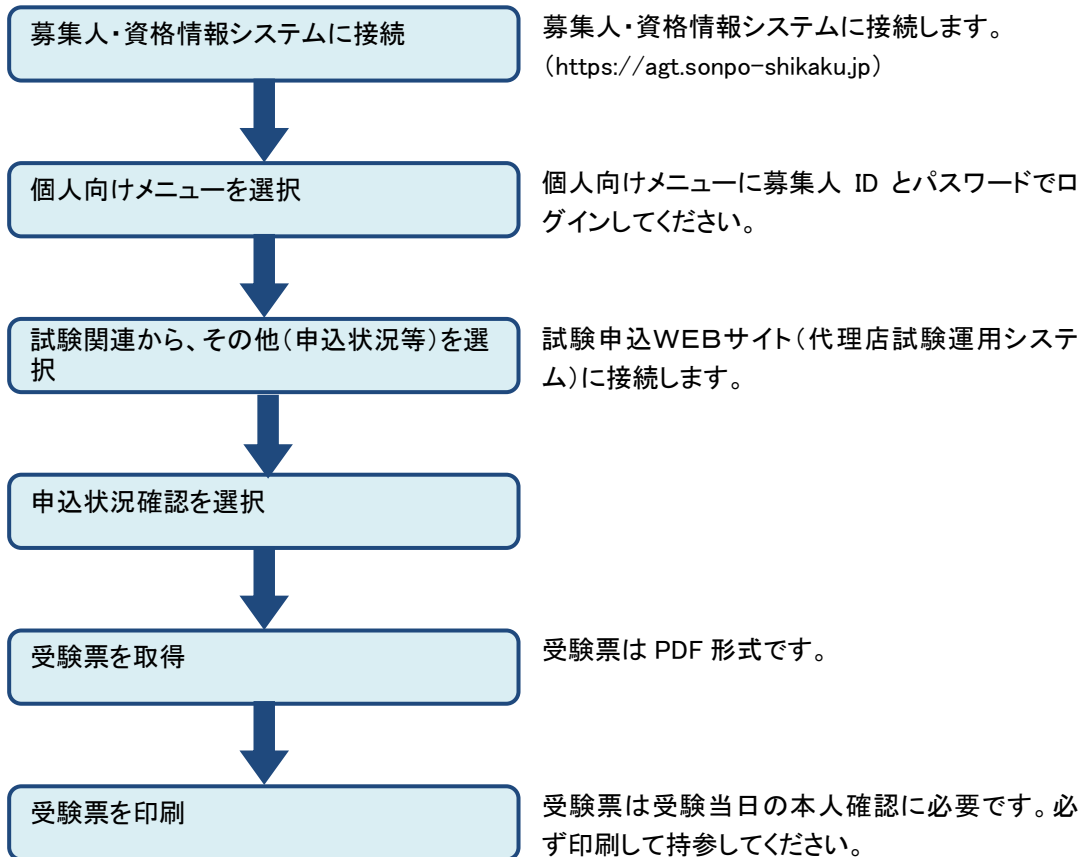 募集人・資格情報システムに接続
募集人・資格情報システムに接続します。
（https://agt.sonpo-shikaku.jp）
個人向けメニューを選択
個人向けメニューに募集人 ID とパスワードでロ
グインしてください。
試験関連から、その他（申込状況等）を選
択
試験申込ＷＥＢサイト（代理店試験運用システ
ム）に接続します。
申込状況確認を選択
受験票を取得
受験票は PDF 形式です。
受験票を印刷
受験票は受験当日の本人確認に必要です。必
ず印刷して持参してください。